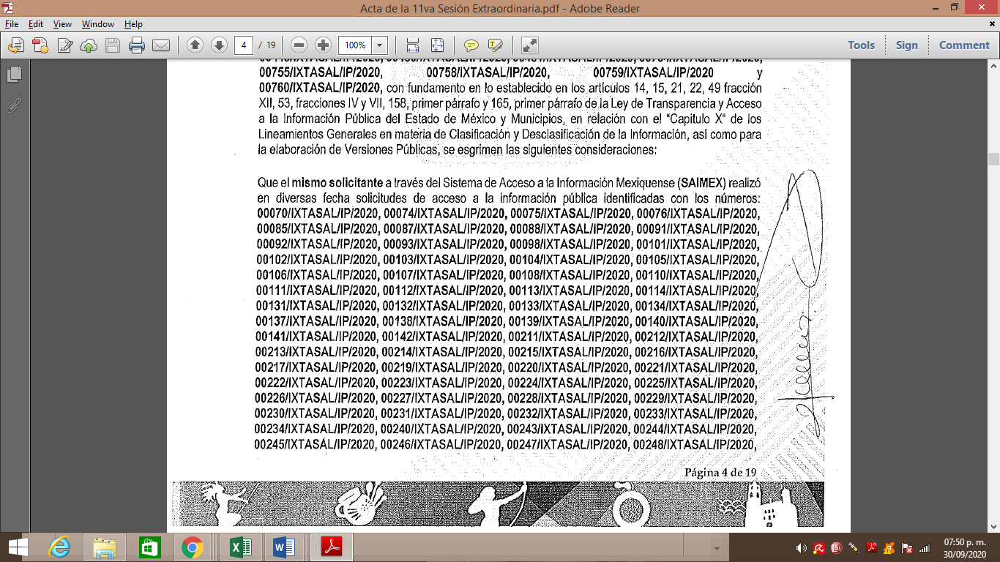 Acta de la 11va Sesión Extraordinaria.pdf - Adobe Reader
File Edit View Window Help
4 / 19 100% Tools Sign Comment
00755/IXTASAL/IP/2020, 00758/IXTASAL/IP/2020, 00759/IXTASAL/IP/2020 y
00760/IXTASAL/IP/2020, con fundamento en lo establecido en los artículos 14, 15, 21, 22, 49 fracción
XII, 53, fracciones IV y VII, 158, primer párrafo y 165, primer párrafo de la Ley de Transparencia y Acceso
a la Información Pública del Estado de México y Municipios, en relación con el "Capitulo X" de los
Lineamientos Generales en materia de Clasificación y Desclasificación de la Información, así como para
la elaboración de Versiones Públicas, se esgrimen las siguientes consideraciones:
Que el mismo solicitante a través del Sistema de Acceso a la Información Mexiquense (SAIMEX) realizó
en diversas fecha solicitudes de acceso a la información pública identificadas con los números:
00070/IXTASAL/IP/2020, 00074/IXTASAL/IP/2020, 00075/IXTASAL/IP/2020, 00076/IXTASAL/IP/2020,
00085/IXTASAL/IP/2020, 00087/IXTASAL/IP/2020, 00088/IXTASAL/IP/2020, 00091/IXTASAL/IP/2020,
00092/IXTASAL/IP/2020, 00093/IXTASAL/IP/2020, 00098/IXTASAL/IP/2020, 00101/IXTASAL/IP/2020,
00102/IXTASAL/IP/2020, 00103/IXTASAL/IP/2020, 00104/IXTASAL/IP/2020, 00105/IXTASAL/IP/2020,
00106/IXTASAL/IP/2020, 00107/IXTASAL/IP/2020, 00108/IXTASAL/IP/2020, 00110/IXTASAL/IP/2020,
00111/IXTASAL/IP/2020, 00112/IXTASAL/IP/2020, 00113/IXTASAL/IP/2020, 00114/IXTASAL/IP/2020,
00131/IXTASAL/IP/2020, 00132/IXTASAL/IP/2020, 00133/IXTASAL/IP/2020, 00134/IXTASAL/IP/2020,
00137/IXTASAL/IP/2020, 00138/IXTASAL/IP/2020, 00139/IXTASAL/IP/2020, 00140/IXTASAL/IP/2020,
00141/IXTASAL/IP/2020, 00142/IXTASAL/IP/2020, 00211/IXTASAL/IP/2020, 00212/IXTASAL/IP/2020,
00213/IXTASAL/IP/2020, 00214/IXTASAL/IP/2020, 00215/IXTASAL/IP/2020, 00216/IXTASAL/IP/2020,
00217/IXTASAL/IP/2020, 00219/IXTASAL/IP/2020, 00220/IXTASAL/IP/2020, 00221/IXTASAL/IP/2020,
00222/IXTASAL/IP/2020, 00223/IXTASAL/IP/2020, 00224/IXTASAL/IP/2020, 00225/IXTASAL/IP/2020,
00226/IXTASAL/IP/2020, 00227/IXTASAL/IP/2020, 00228/IXTASAL/IP/2020, 00229/IXTASAL/IP/2020,
00230/IXTASAL/IP/2020, 00231/IXTASAL/IP/2020, 00232/IXTASAL/IP/2020, 00233/IXTASAL/IP/2020,
00234/IXTASAL/IP/2020, 00240/IXTASAL/IP/2020, 00243/IXTASAL/IP/2020, 00244/IXTASAL/IP/2020,
00245/IXTASAL/IP/2020, 00246/IXTASAL/IP/2020, 00247/IXTASAL/IP/2020, 00248/IXTASAL/IP/2020,
Página 4 de 19
07:50 p. m.
30/09/2020